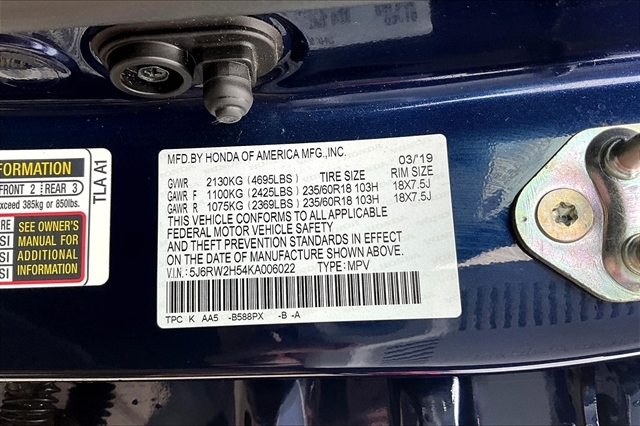 MFD.BY HONDA OF AMERICA MFG.,INC. 03/'19
GVWR 2130KG (4695LBS) TIRE SIZE RIM SIZE
GAWR F 1100KG (2425LBS) 235/60R18 103H 18X7.5J
GAWR R 1075KG (2369LBS) 235/60R18 103H 18X7.5J
THIS VEHICLE CONFORMS TO ALL APPLICABLE
FEDERAL MOTOR VEHICLE SAFETY
AND THEFT PREVENTION STANDARDS IN EFFECT
ON THE DATE OF MANUFACTURE SHOWN ABOVE.
V.I.N.: 5J6RW2H54KA006022 TYPE: MPV
TPC K AA5 -B588PX -B -A
INFORMATION
FRONT 2 REAR 3
exceed 385kg or 850lbs.
SEE OWNER'S
MANUAL FOR
ADDITIONAL
INFORMATION
TLA A1